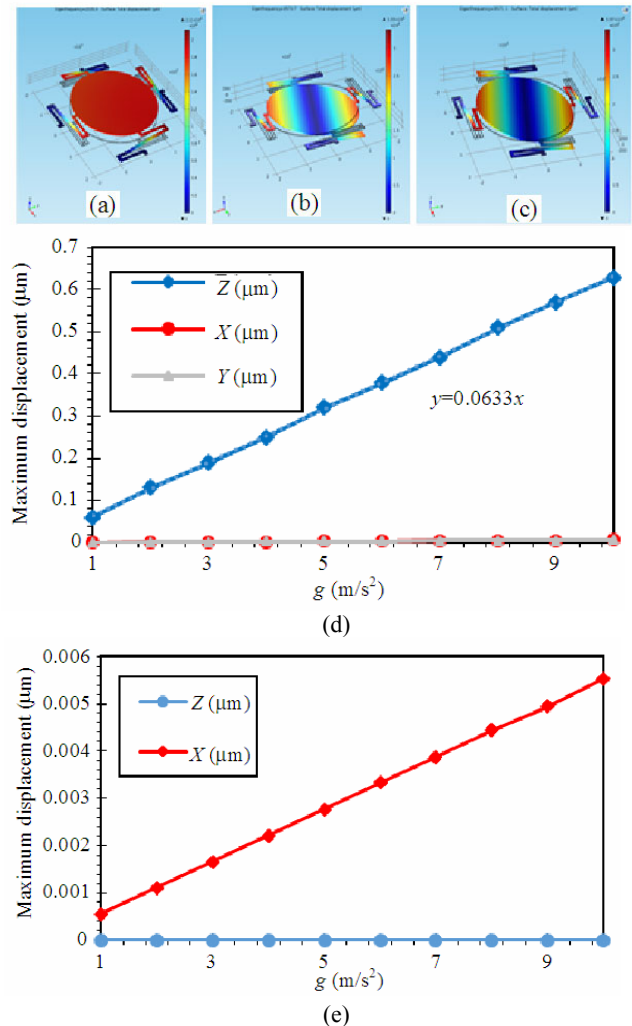 (a)
(b)
(c)
Maximum displacement (µm)
0.7
0.6
0.5
0.4
0.3
0.2
0.1
0
Z (µm)
X (µm)
Y (µm)
y=0.0633x
1
3
5
7
9
g (m/s²)
(d)
Maximum displacement (µm)
0.006
0.005
0.004
0.003
0.002
0.001
0
Z (µm)
X (µm)
1
3
5
7
9
g (m/s²)
(e)